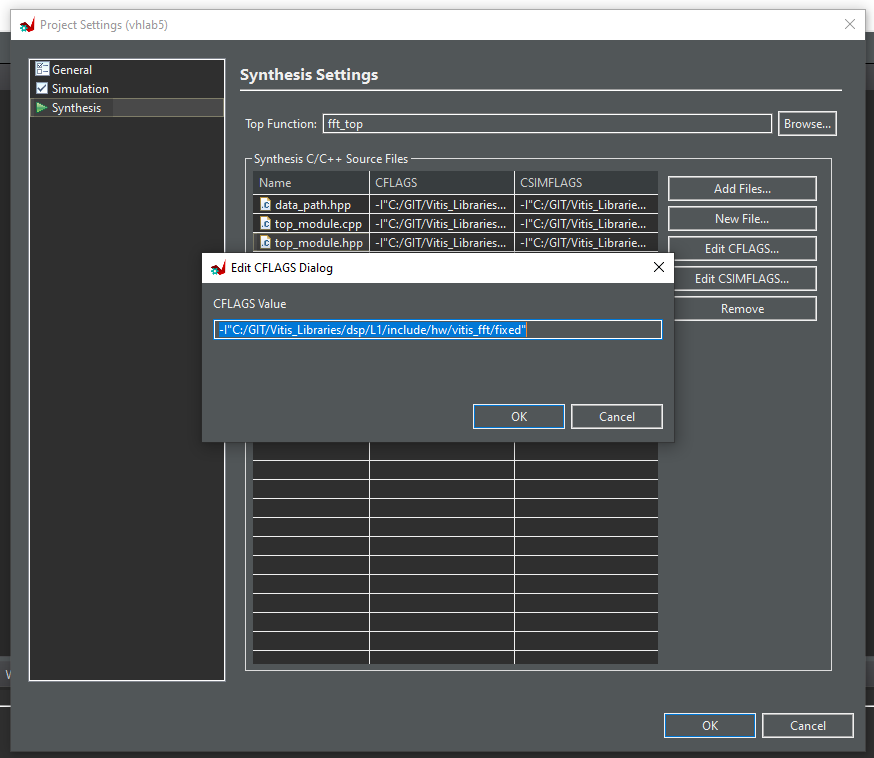 Project Settings (vhlab5)
General
Simulation
Synthesis
Synthesis Settings
Top Function:
fft_top
Browse...
Synthesis C/C++ Source Files
Name
CFLAGS
CSIMFLAGS
data_path.hpp
-I"C:/GIT/Vitis_Libraries...
-I"C:/GIT/Vitis_Librarie...
top_module.cpp
-I"C:/GIT/Vitis_Libraries...
-I"C:/GIT/Vitis_Librarie...
top_module.hpp
-I"C:/GIT/Vitis_Libraries...
-I"C:/GIT/Vitis_Librarie...
Add Files...
New File...
Edit CFLAGS...
Edit CSIMFLAGS...
Remove
Edit CFLAGS Dialog
CFLAGS Value
-I"C:/GIT/Vitis_Libraries/dsp/L1/include/hw/vitis_fft/fixed"
OK
Cancel
OK
Cancel